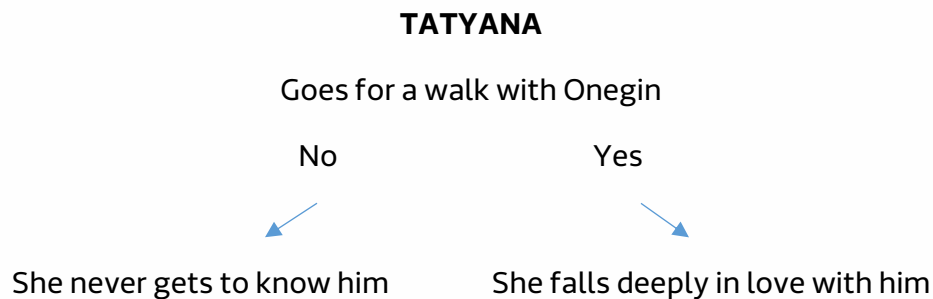 TATYANA
Goes for a walk with Onegin
No Yes
She never gets to know him She falls deeply in love with him